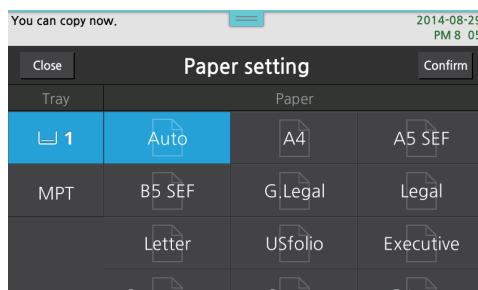 You can copy now.
2014-08-29
PM 8 05
Close
Paper setting
Confirm
Tray
Paper
1
Auto
A4
A5 SEF
MPT
B5 SEF
G.Legal
Legal
Letter
USfolio
Executive